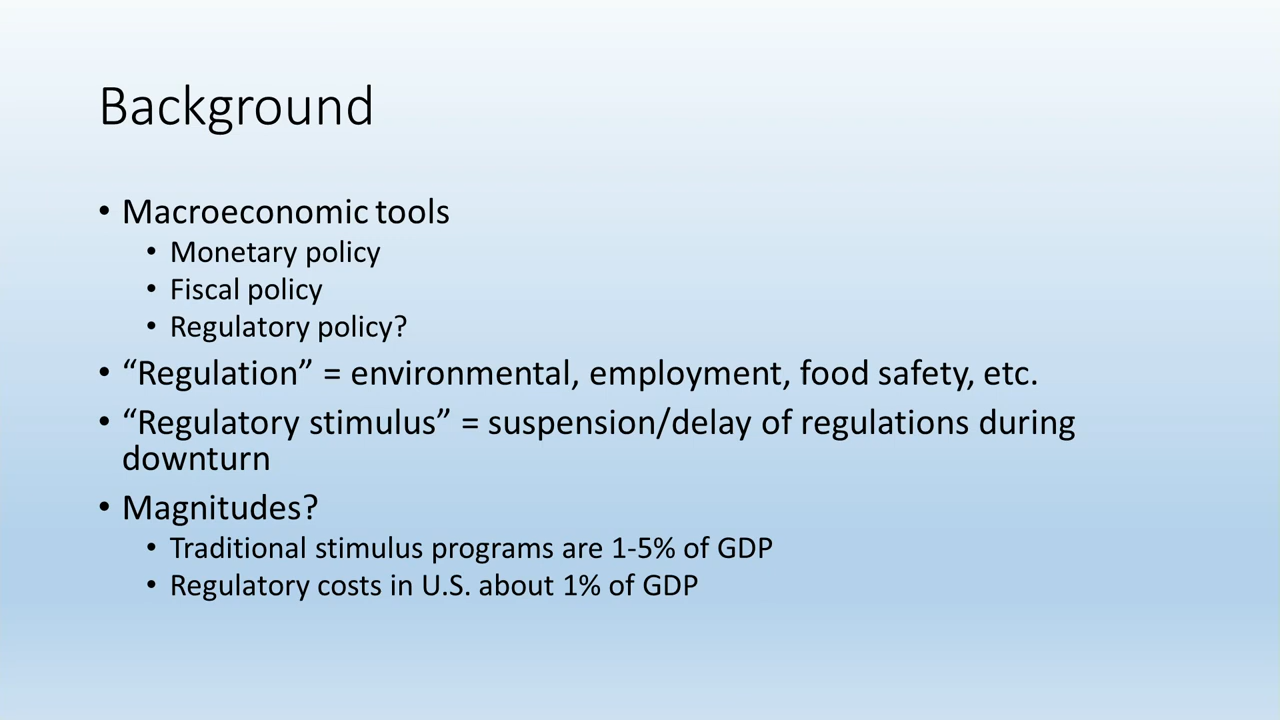 Background
• Macroeconomic tools
• Monetary policy
• Fiscal policy
• Regulatory policy?
• “Regulation” = environmental, employment, food safety, etc.
• “Regulatory stimulus” = suspension/delay of regulations during
downturn
• Magnitudes?
• Traditional stimulus programs are 1-5% of GDP
• Regulatory costs in U.S. about 1% of GDP